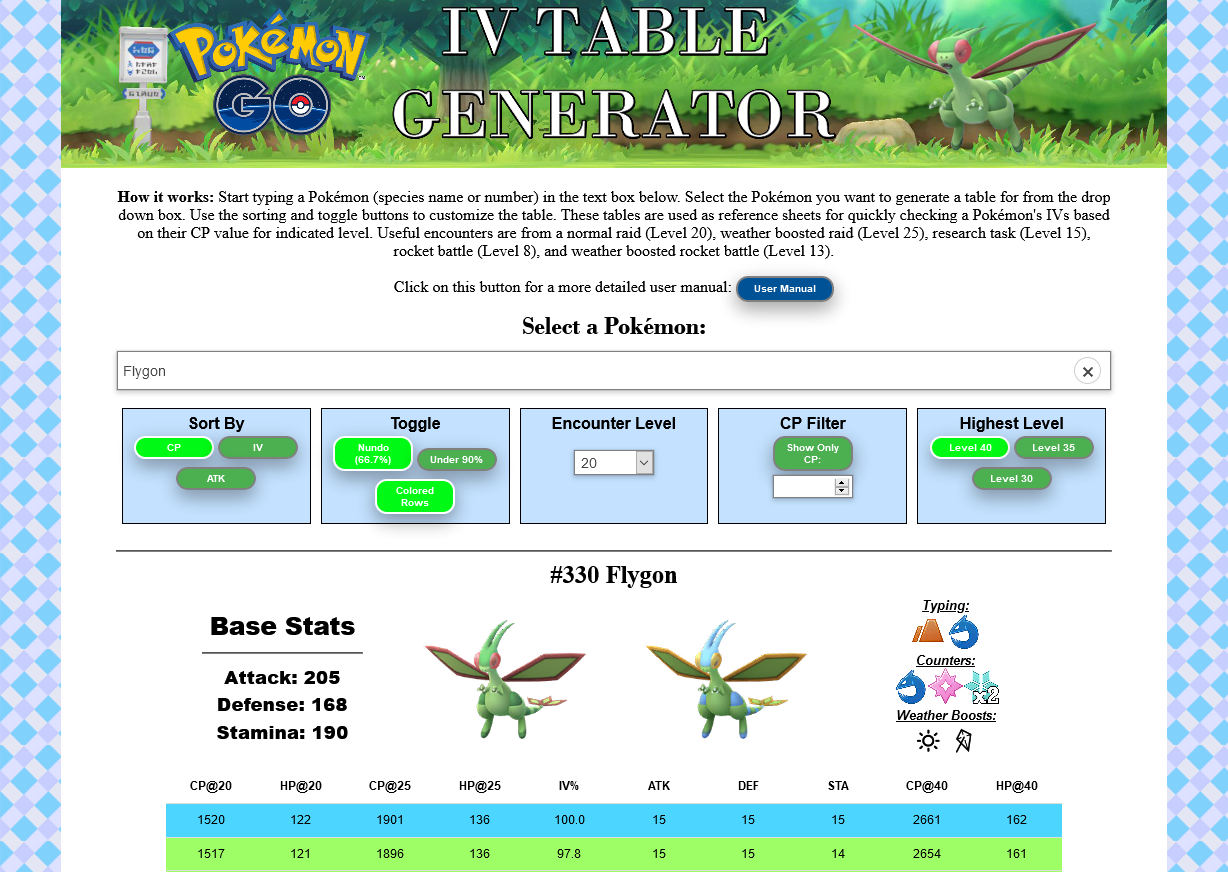 POKéMON
GO
IV TABLE
GENERATOR
How it works: Start typing a Pokémon (species name or number) in the text box below. Select the Pokémon you want to generate a table for from the drop
down box. Use the sorting and toggle buttons to customize the table. These tables are used as reference sheets for quickly checking a Pokémon's IVs based
on their CP value for indicated level. Useful encounters are from a normal raid (Level 20), weather boosted raid (Level 25), research task (Level 15),
rocket battle (Level 8), and weather boosted rocket battle (Level 13).
Click on this button for a more detailed user manual: User Manual
Select a Pokémon:
Flygon
Sort By
CP IV
ATK
Toggle
Nundo
(66.7%)
Under 90%
Colored
Rows
Encounter Level
20
CP Filter
Show Only
CP:
Highest Level
Level 40 Level 35
Level 30
#330 Flygon
Base Stats
Attack: 205
Defense: 168
Stamina: 190
Typing:
Counters:
x2
Weather Boosts:
CP@20 HP@20 CP@25 HP@25 IV% ATK DEF STA CP@40 HP@40
1520 122 1901 136 100.0 15 15 15 2661 162
1517 121 1896 136 97.8 15 15 14 2654 161